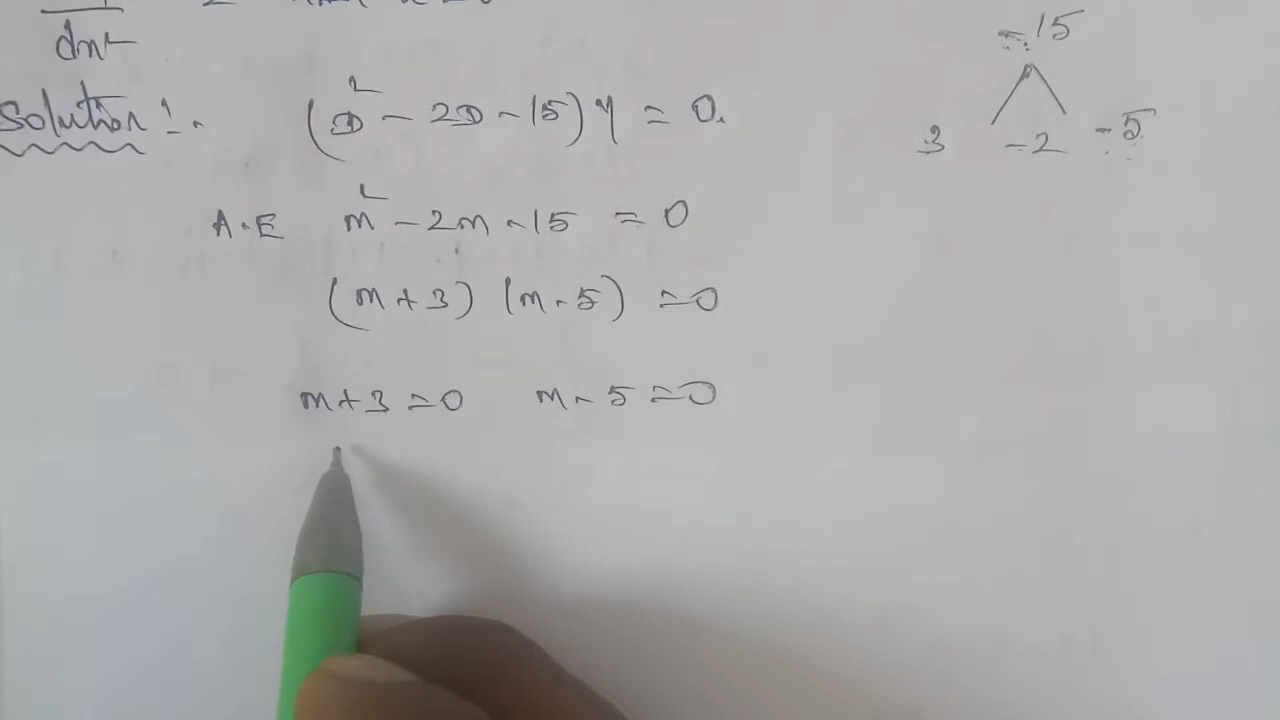 dx²
Solution :-
(D² - 2D - 15) y = 0.
-15
3 -2 -5
A.E m² - 2m - 15 = 0
(m + 3) (m - 5) = 0
m + 3 = 0 m - 5 = 0